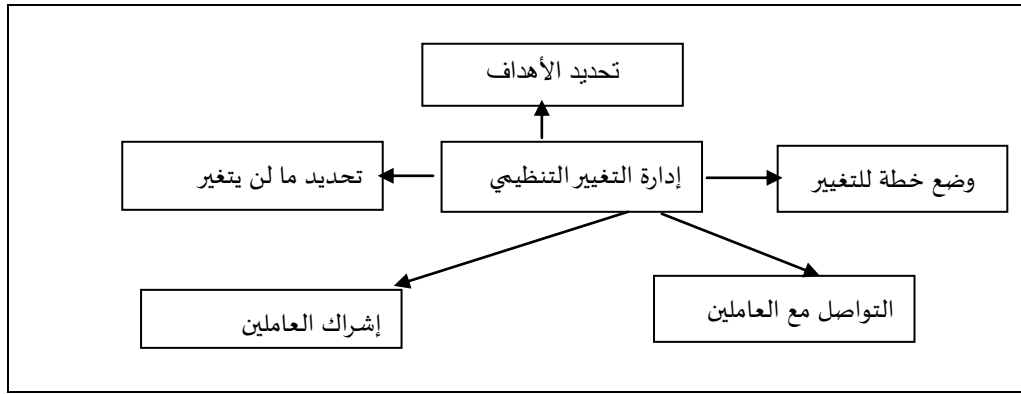 تحديد الأهداف
وضع خطة للتغيير
إدارة التغيير التنظيمي
تحديد ما لن يتغير
التواصل مع العاملين
إشراك العاملين